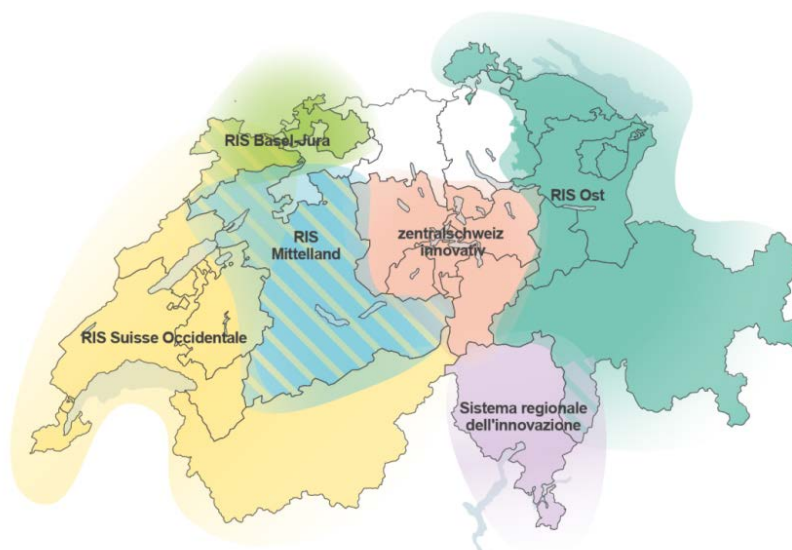 RIS Basel-Jura
RIS Ost
RIS
Mittelland
zentralschweiz
innovativ
RIS Suisse Occidentale
Sistema regionale
dell'innovazione